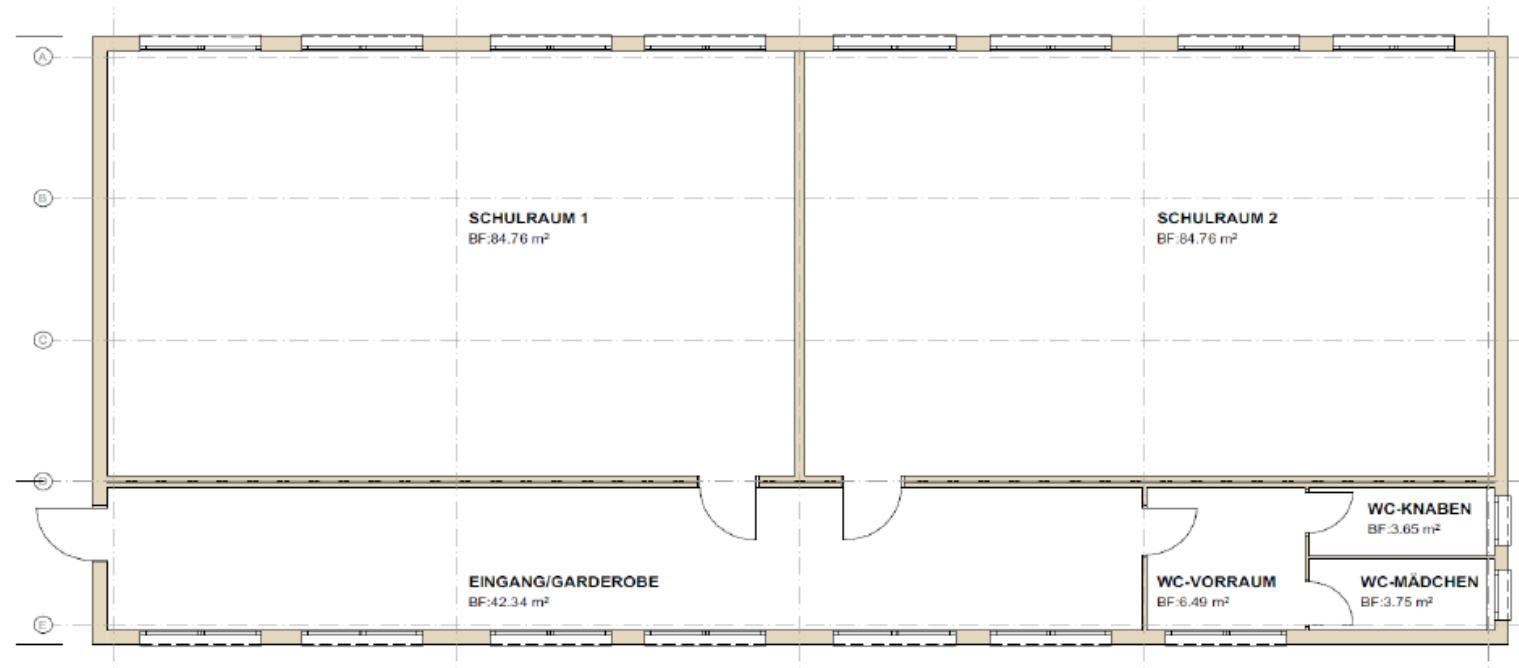 A
B
SCHULRAUM 1
BF:84.76 m²
SCHULRAUM 2
BF:84.76 m²
C
D
WC-KNABEN
BF:3.65 m²
EINGANG/GARDEROBE
BF:42.34 m²
WC-VORRAUM
BF:6.49 m²
WC-MÄDCHEN
BF:3.75 m²
E